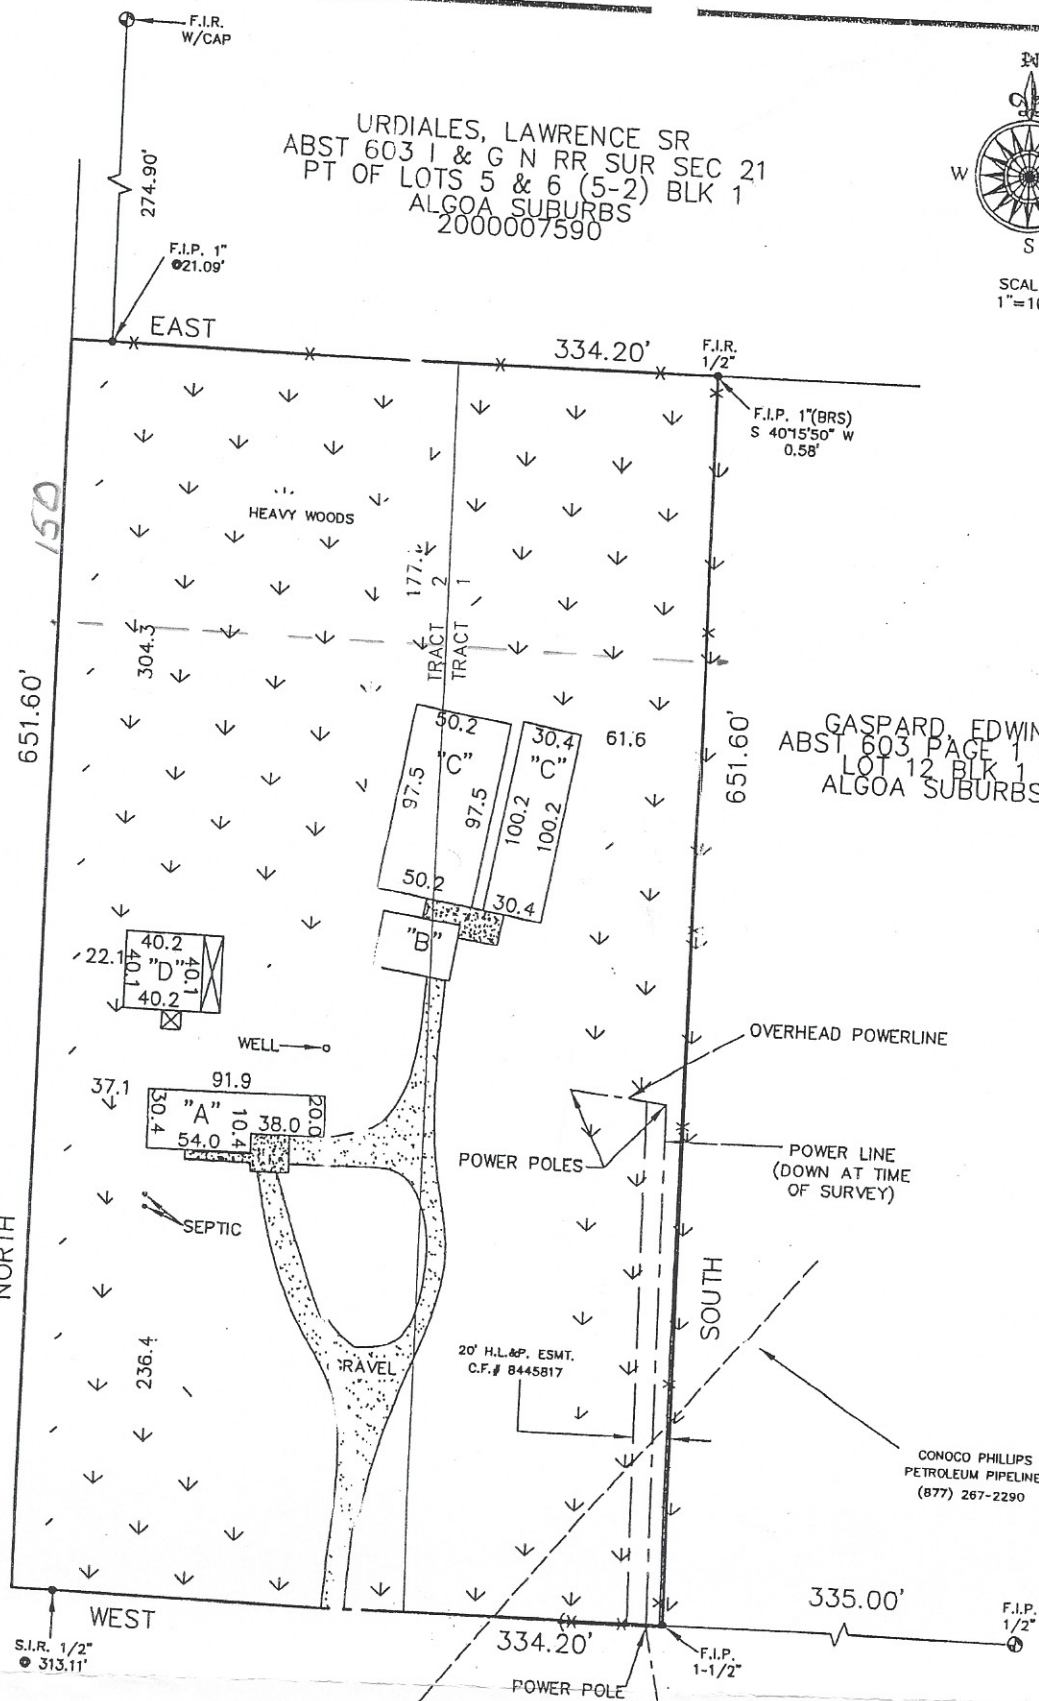 F.I.R.
W/CAP
274.90'
URDIALES, LAWRENCE SR
ABST 603 I & G N RR SUR SEC 21
PT OF LOTS 5 & 6 (5-2) BLK 1
ALGOA SUBURBS
2000007590
W
S
SCAL
F.I.P. 1"
@21.09'
EAST
334.20'
F.I.R.
1/2"
F.I.P. 1"(BRS)
S 40°15'50" W
0.58'
150
HEAVY WOODS
177.
2
1
TRACT
TRACT
304.3
651.60'
651.60'
GASPARD, EDWIN
ABST 603 PAGE 1
LOT 12 BLK 1
ALGOA SUBURBS
50.2
"C"
97.5
97.5
50.2
30.4
"C"
100.2
100.2
30.4
61.6
"B"
22.1
40.2
40.1
"D"
40.1
40.2
WELL
OVERHEAD POWERLINE
37.1
91.9
30.4
"A"
10.4
38.0
20.0
54.0
POWER POLES
POWER LINE
(DOWN AT TIME
OF SURVEY)
SEPTIC
NORTH
SOUTH
236.4
GRAVEL
20' H.L.&P. ESMT.
C.F.# 8445817
CONOCO PHILLIPS
PETROLEUM PIPELINE
(877) 267-2290
WEST
S.I.R. 1/2"
@ 313.11'
334.20'
335.00'
F.I.P.
1-1/2"
F.I.P.
1/2"
POWER POLE